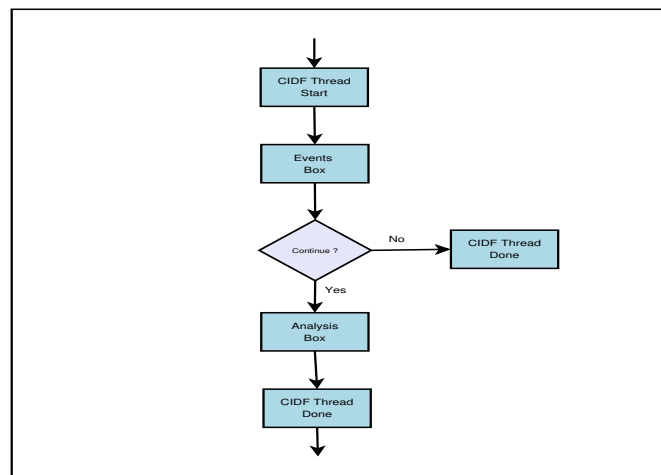 CIDF Thread
Start
Events
Box
Continue ?
No
CIDF Thread
Done
Yes
Analysis
Box
CIDF Thread
Done